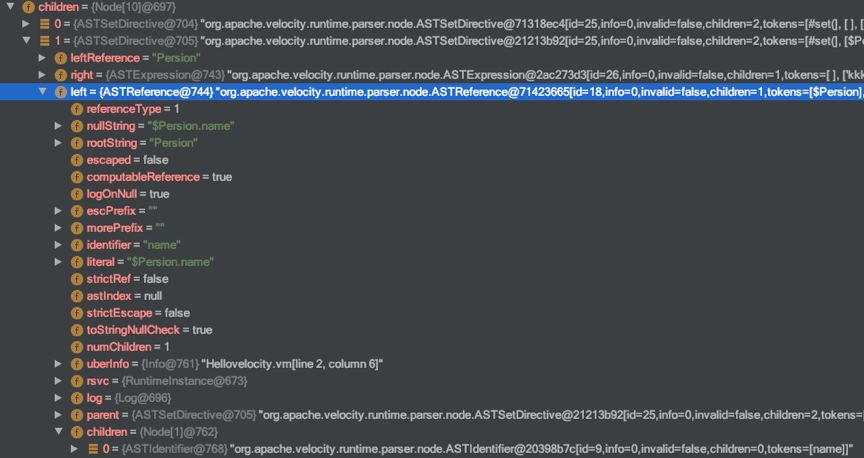 children = {Node[10]@697}
0 = {ASTSetDirective@704} "org.apache.velocity.runtime.parser.node.ASTSetDirective@71318ec4[id=25,info=0,invalid=false,children=2,tokens=[#set(], [ ], [
1 = {ASTSetDirective@705} "org.apache.velocity.runtime.parser.node.ASTSetDirective@21213b92[id=25,info=0,invalid=false,children=2,tokens=[#set(], [$P
leftReference = "Persion"
right = {ASTExpression@743} "org.apache.velocity.runtime.parser.node.ASTExpression@2ac273d3[id=26,info=0,invalid=false,children=1,tokens=[ ], ['kkk
left = {ASTReference@744} "org.apache.velocity.runtime.parser.node.ASTReference@71423665[id=18,info=0,invalid=false,children=1,tokens=[$Persion],
referenceType = 1
nullString = "$Persion.name"
rootString = "Persion"
escaped = false
computableReference = true
logOnNull = true
escPrefix = ""
morePrefix = ""
identifier = "name"
literal = "$Persion.name"
strictRef = false
astIndex = null
strictEscape = false
toStringNullCheck = true
numChildren = 1
uberInfo = {Info@761} "Hellovelocity.vm[line 2, column 6]"
rsvc = {RuntimeInstance@673}
log = {Log@696}
parent = {ASTSetDirective@705} "org.apache.velocity.runtime.parser.node.ASTSetDirective@21213b92[id=25,info=0,invalid=false,children=2,tokens=
children = {Node[1]@762}
0 = {ASTIdentifier@768} "org.apache.velocity.runtime.parser.node.ASTIdentifier@20398b7c[id=9,info=0,invalid=false,children=0,tokens=[name]]"